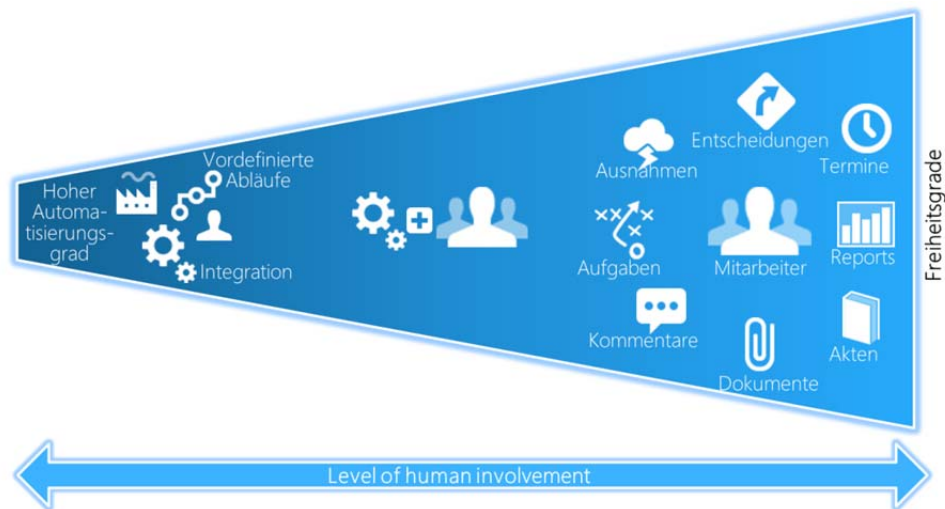 Hoher
Automa-
tisierungs-
grad
Vordefinierte
Abläufe
Integration
Ausnahmen
Entscheidungen
Termine
Aufgaben
Mitarbeiter
Reports
Kommentare
Dokumente
Akten
Freiheitsgrade
Level of human involvement